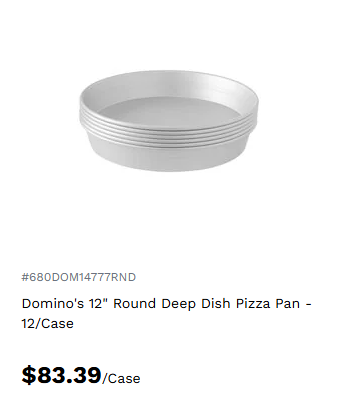 #680DOM14777RND
Domino's 12" Round Deep Dish Pizza Pan -
12/Case
$83.39/Case